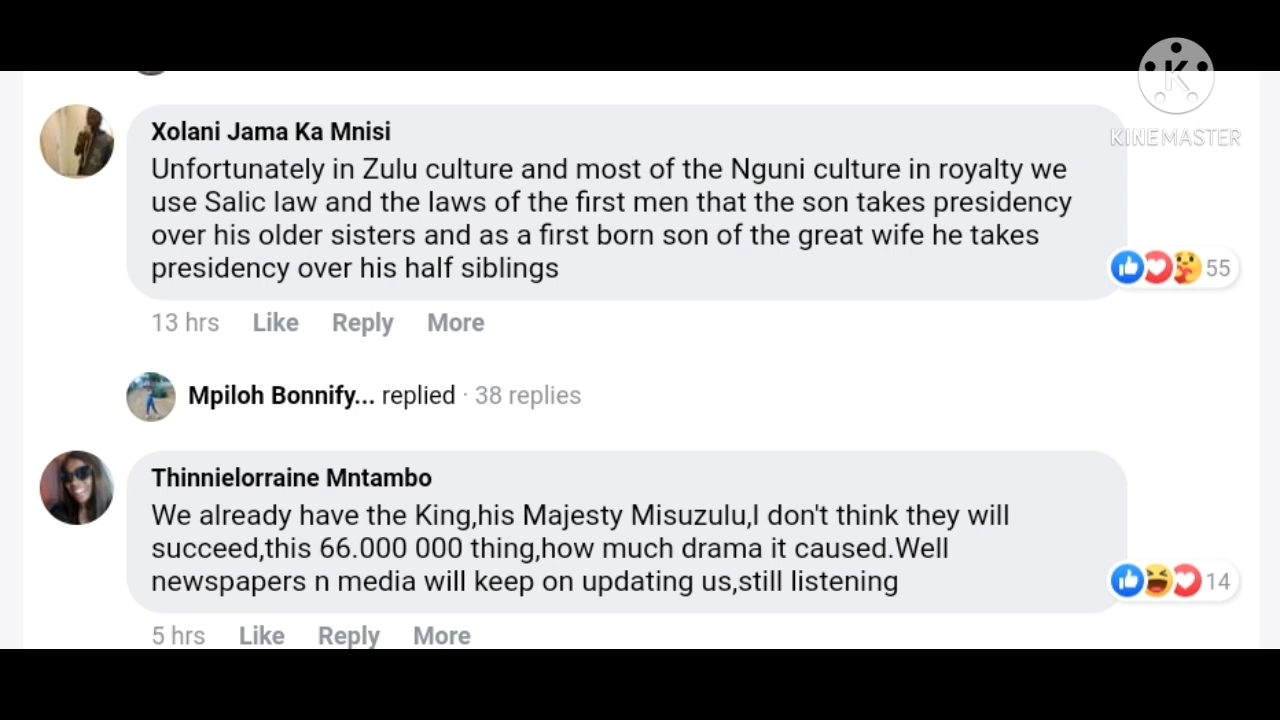 K
KINEMASTER
Xolani Jama Ka Mnisi
Unfortunately in Zulu culture and most of the Nguni culture in royalty we
use Salic law and the laws of the first men that the son takes presidency
over his older sisters and as a first born son of the great wife he takes
presidency over his half siblings
55
13 hrs Like Reply More
Mpiloh Bonnify... replied · 38 replies
Thinnielorraine Mntambo
We already have the King,his Majesty Misuzulu,I don't think they will
succeed,this 66.000 000 thing,how much drama it caused.Well
newspapers n media will keep on updating us,still listening
14
5 hrs Like Reply More